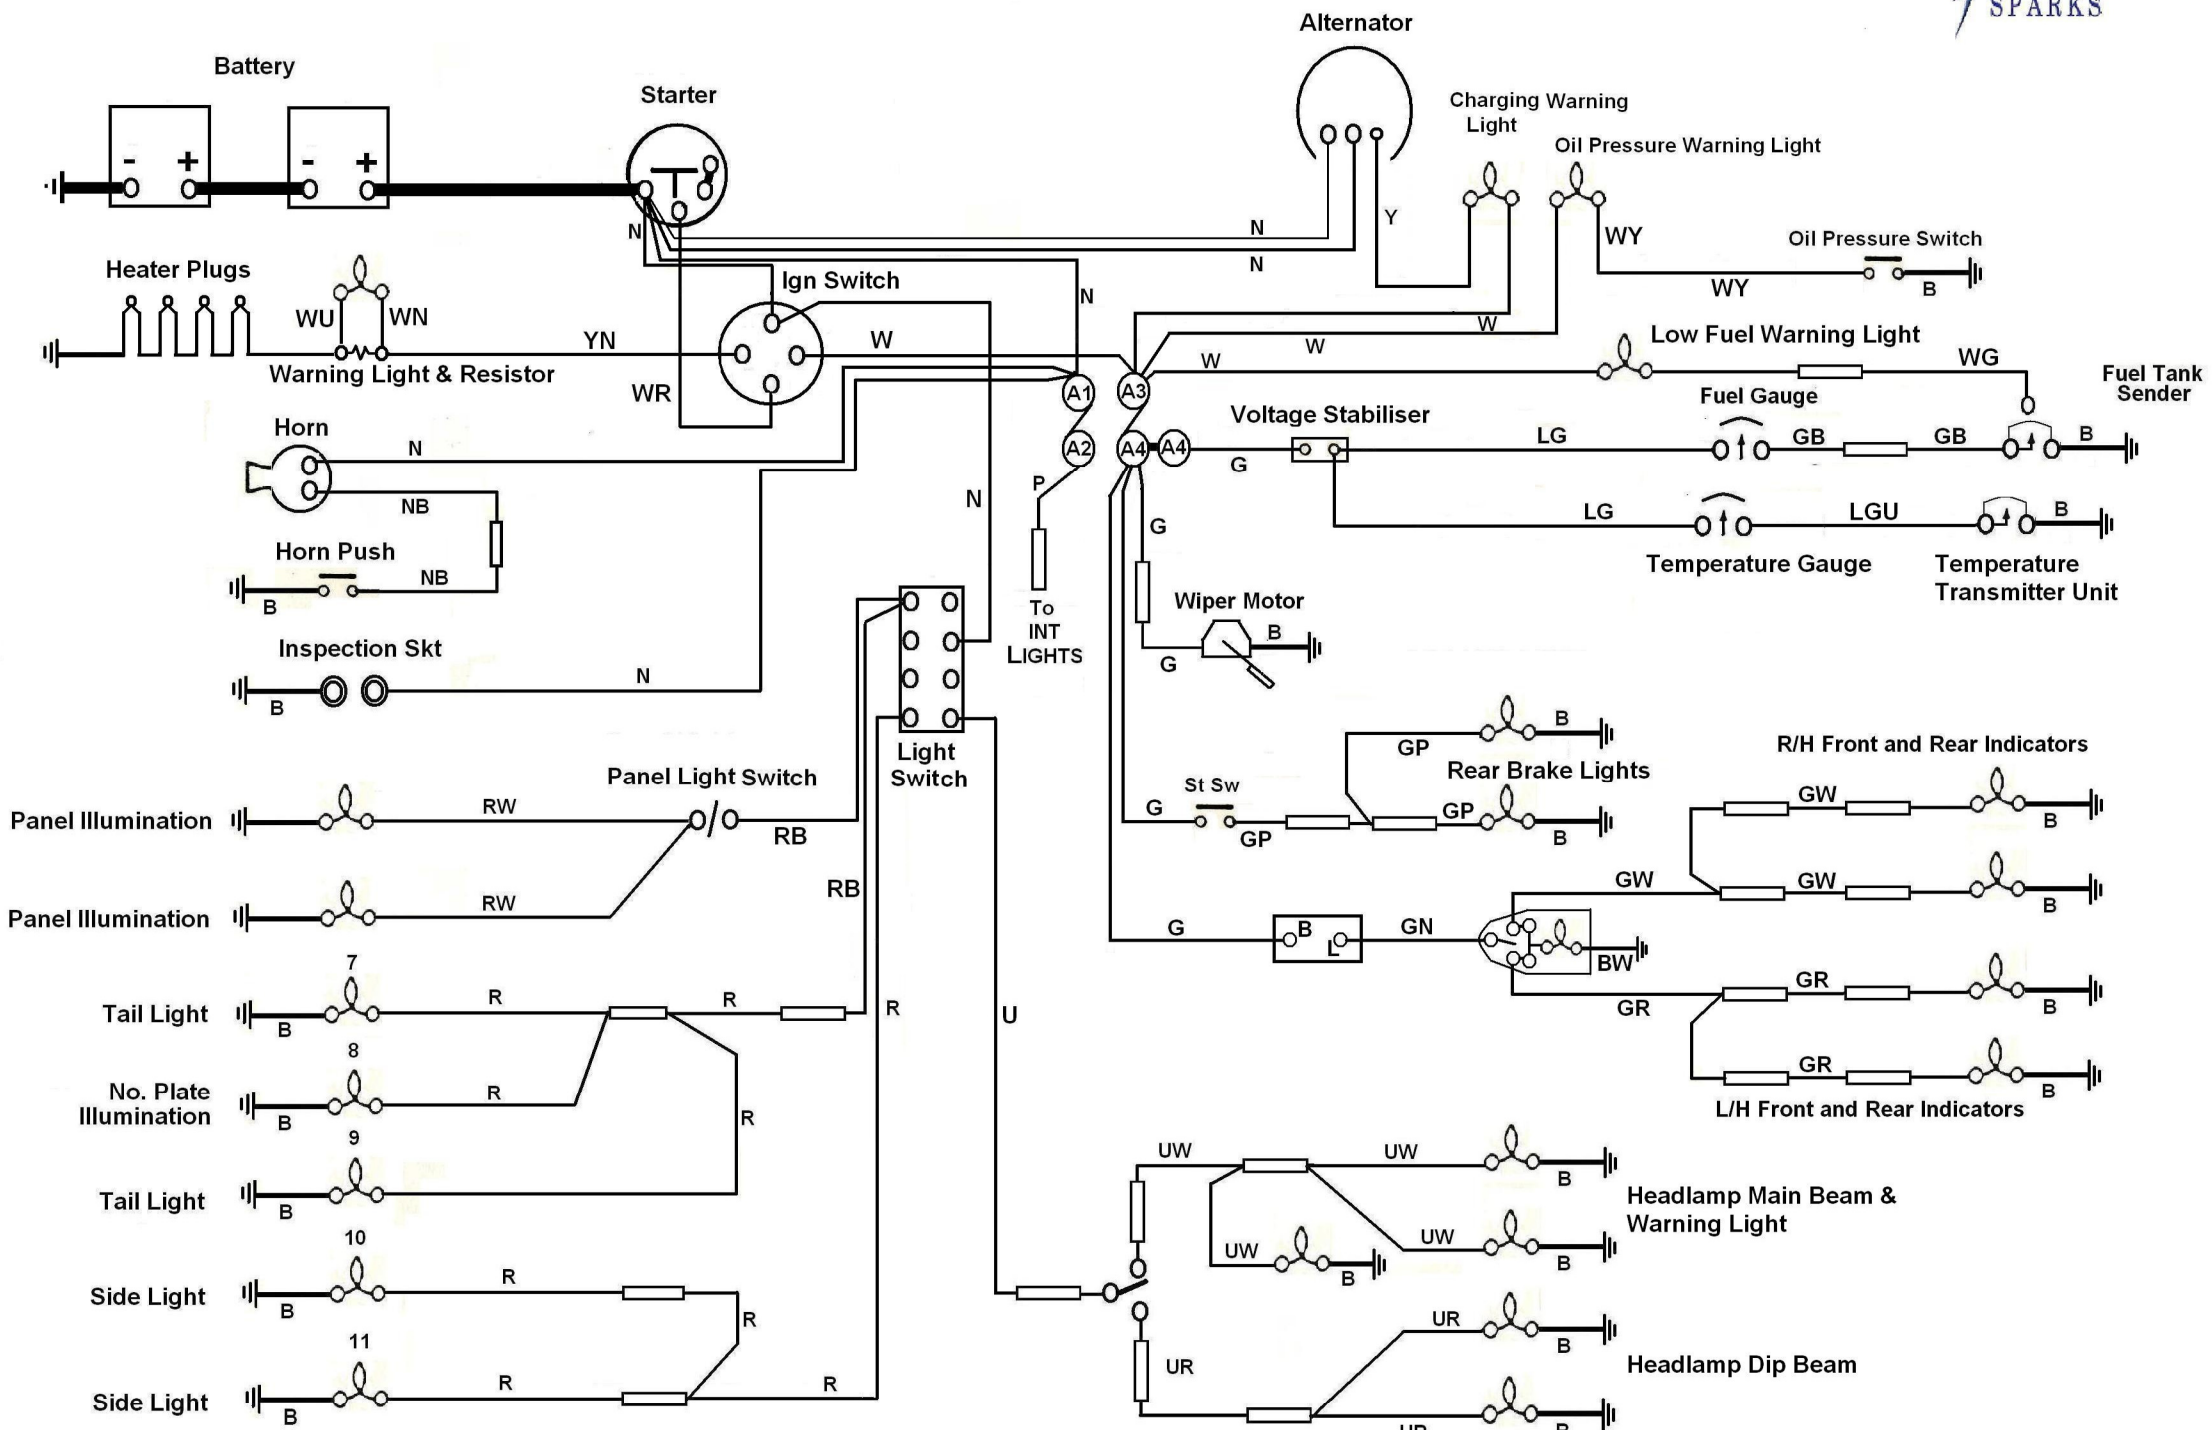 SPARKS
Alternator
Battery
Starter
Charging Warning
Light
Oil Pressure Warning Light
- +
- +
Y
N
N
N
WY
Oil Pressure Switch
WY
B
Heater Plugs
Ign Switch
N
WU
WN
YN
W
W
W
W
Low Fuel Warning Light
WG
Warning Light & Resistor
WR
A1
A3
Fuel Gauge
Fuel Tank
Sender
Horn
N
Voltage Stabiliser
A2
A4
A4
G
LG
GB
GB
B
NB
N
P
G
LG
LGU
B
Horn Push
NB
B
Temperature Gauge
Temperature
Transmitter Unit
To
INT
LIGHTS
Wiper Motor
B
G
Inspection Skt
N
B
Light
Switch
GP
B
Rear Brake Lights
R/H Front and Rear Indicators
Panel Light Switch
St Sw
G
GP
GP
B
GW
B
Panel Illumination
RW
RB
RB
GW
GW
B
Panel Illumination
RW
G
B
L
GN
BW
7
Tail Light
B
R
R
R
U
GR
GR
B
8
No. Plate
Illumination
B
R
R
GR
B
L/H Front and Rear Indicators
9
Tail Light
B
UW
UW
B
Headlamp Main Beam &
Warning Light
UW
B
UW
B
10
Side Light
B
R
R
11
Side Light
B
R
R
UR
UR
B
Headlamp Dip Beam